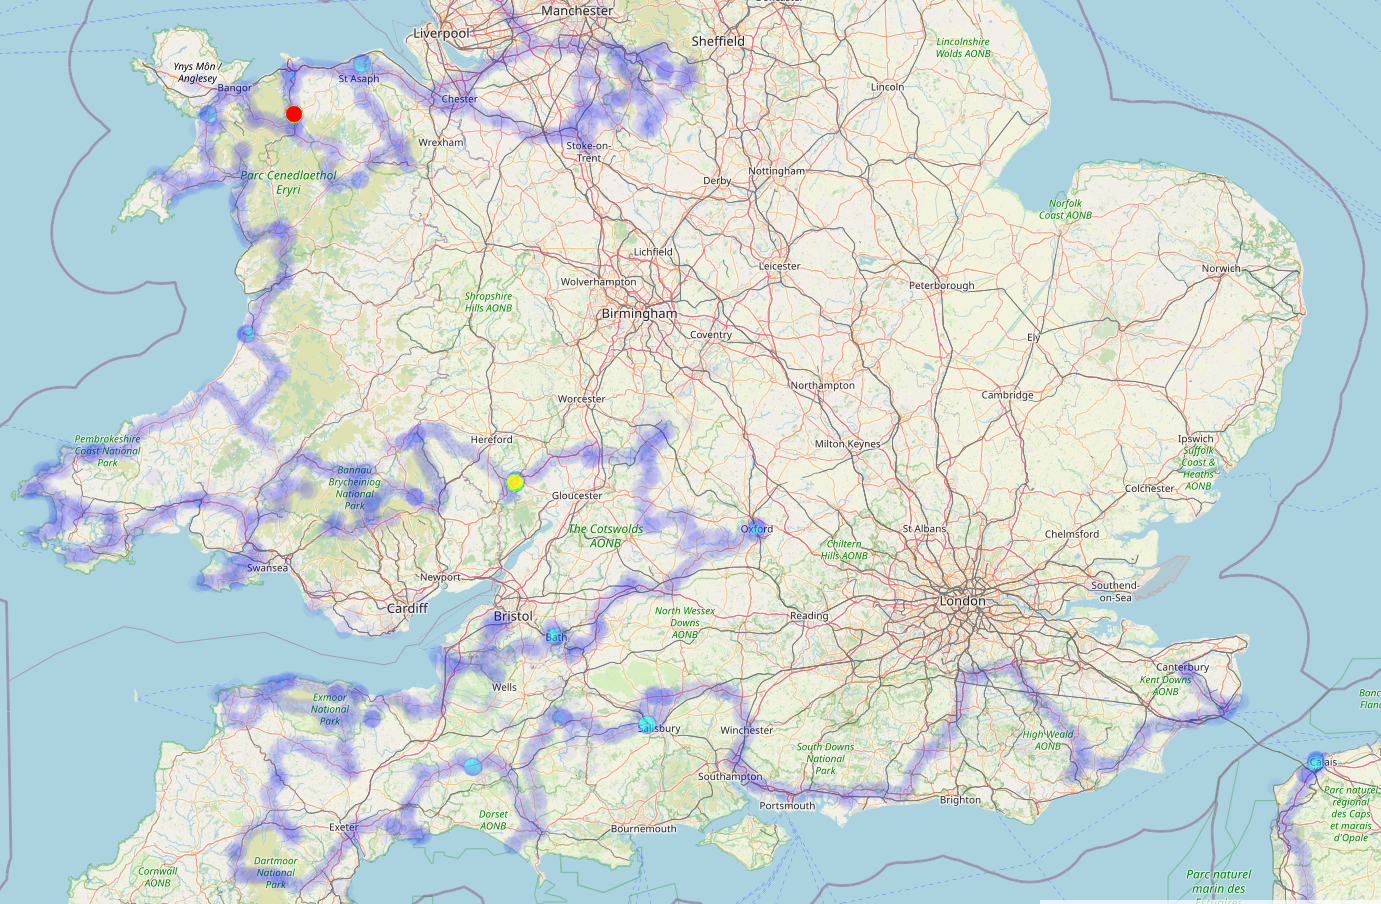 Manchester
Liverpool
Sheffield
Lincolnshire
Wolds AONB
Ynys Môn /
Anglesey
St Asaph
Bangor
Lincoln
Chester
Wrexham
Stoke-on-
Trent
Nottingham
Derby
Parc Cenedlaethol
Eryri
Norfolk
Coast AONB
Lichfield
Leicester
Norwich
Wolverhampton
Peterborough
Shropshire
Hills AONB
Birmingham
Coventry
Ely
Northampton
Cambridge
Worcester
Pembrokeshire
Coast National
Park
Hereford
Milton Keynes
Ipswich
Suffolk
Coast &
Heaths
AONB
Bannau
Brycheiniog
National
Park
Gloucester
Colchester
The Cotswolds
AONB
Oxford
St Albans
Chelmsford
Chiltern
Hills AONB
Swansea
Newport
Southend-
on-Sea
London
Cardiff
Bristol
North Wessex
Downs
AONB
Reading
Bath
Canterbury
Kent Downs
AONB
Wells
Exmoor
National
Park
Salisbury
Winchester
High Weald
AONB
South Downs
National
Park
Calais
Southampton
Portsmouth
Brighton
Dorset
AONB
Exeter
Bournemouth
Parc naturel
régional
des Caps
et marais
d'Opale
Cornwall
AONB
Dartmoor
National
Park
Parc naturel
marin des